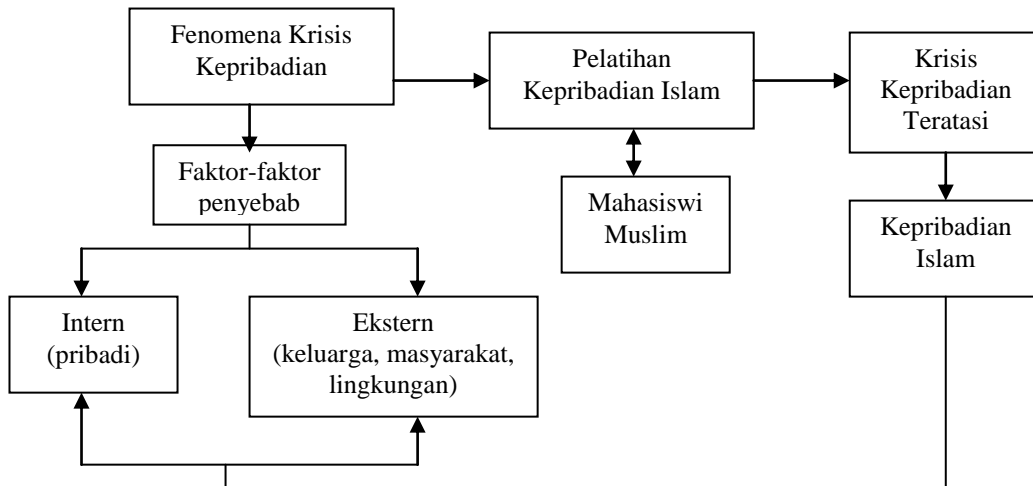 Fenomena Krisis
Kepribadian
Pelatihan
Kepribadian Islam
Krisis
Kepribadian
Teratasi
Faktor-faktor
penyebab
Mahasiswi
Muslim
Kepribadian
Islam
Intern
(pribadi)
Ekstern
(keluarga, masyarakat,
lingkungan)